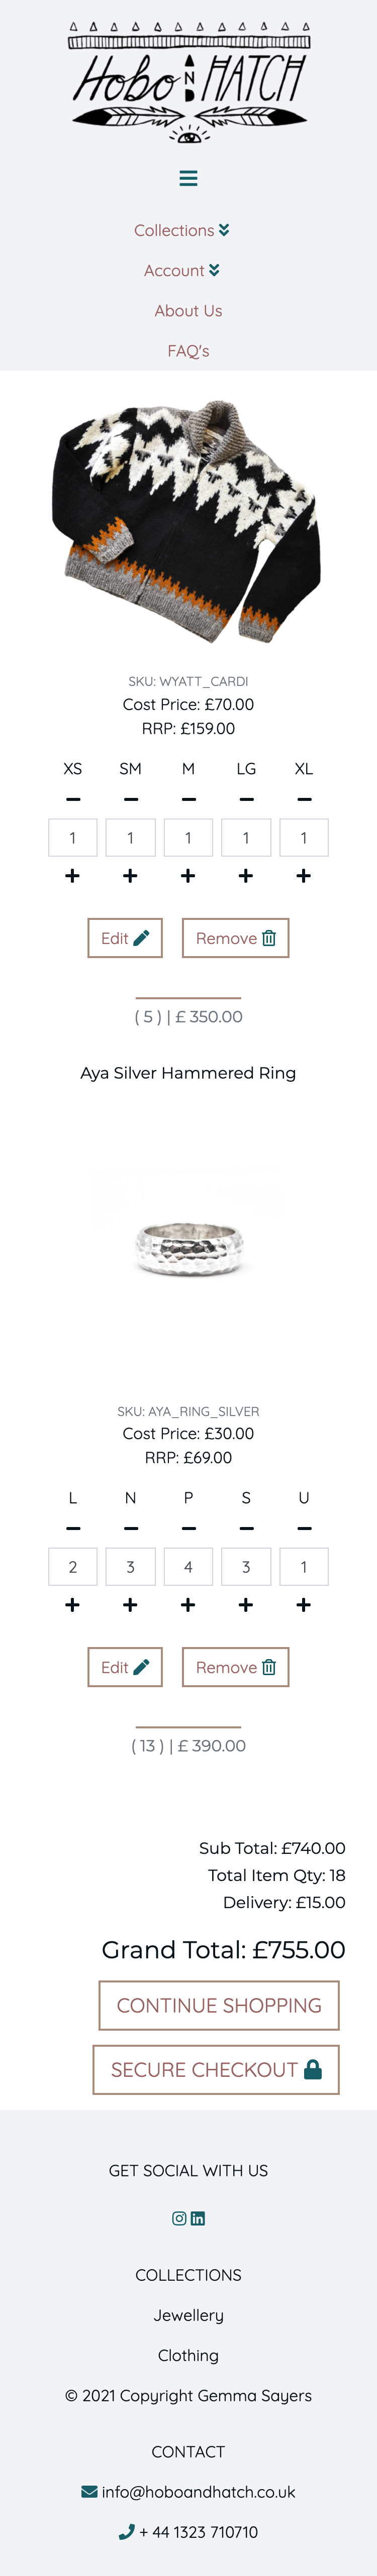 Hobo AND HATCH
Collections
Account
About Us
FAQ's
SKU: WYATT_CARDI
Cost Price: £70.00
RRP: £159.00
XS SM M LG XL
1 1 1 1 1
Edit Remove
( 5 ) | £ 350.00
Aya Silver Hammered Ring
SKU: AYA_RING_SILVER
Cost Price: £30.00
RRP: £69.00
L N P S U
2 3 4 3 1
Edit Remove
( 13 ) | £ 390.00
Sub Total: £740.00
Total Item Qty: 18
Delivery: £15.00
Grand Total: £755.00
CONTINUE SHOPPING
SECURE CHECKOUT
GET SOCIAL WITH US
COLLECTIONS
Jewellery
Clothing
© 2021 Copyright Gemma Sayers
CONTACT
info@hoboandhatch.co.uk
+ 44 1323 710710